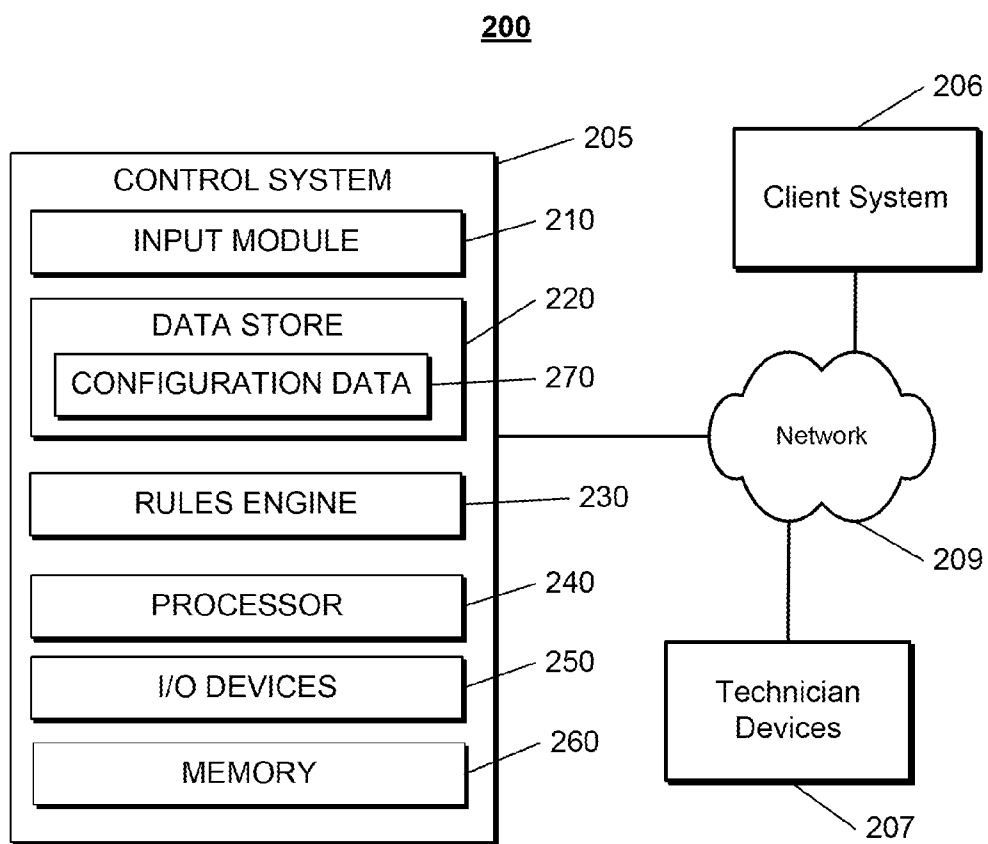 200
206
205
CONTROL SYSTEM
Client System
INPUT MODULE
210
220
DATA STORE
CONFIGURATION DATA
270
Network
RULES ENGINE
230
209
240
PROCESSOR
250
I/O DEVICES
Technician
Devices
260
MEMORY
207